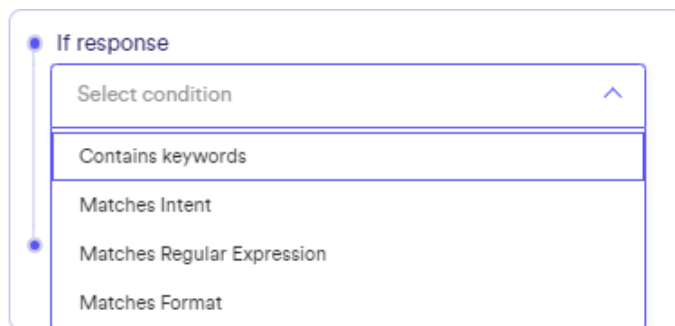 If response
Select condition
Contains keywords
Matches Intent
Matches Regular Expression
Matches Format